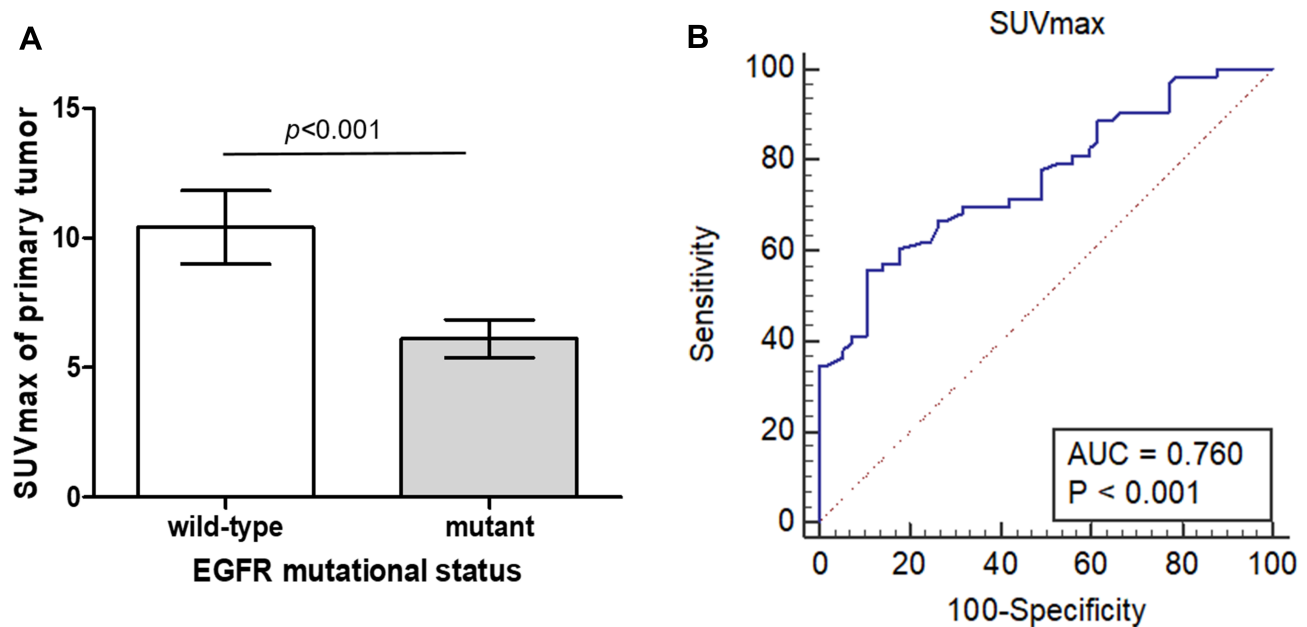 A
SUVmax of primary tumor
15
10
5
0
p<0.001
wild-type
mutant
EGFR mutational status
B
SUVmax
Sensitivity
100
80
60
40
20
0
AUC = 0.760
P < 0.001
0 20 40 60 80 100
100-Specificity